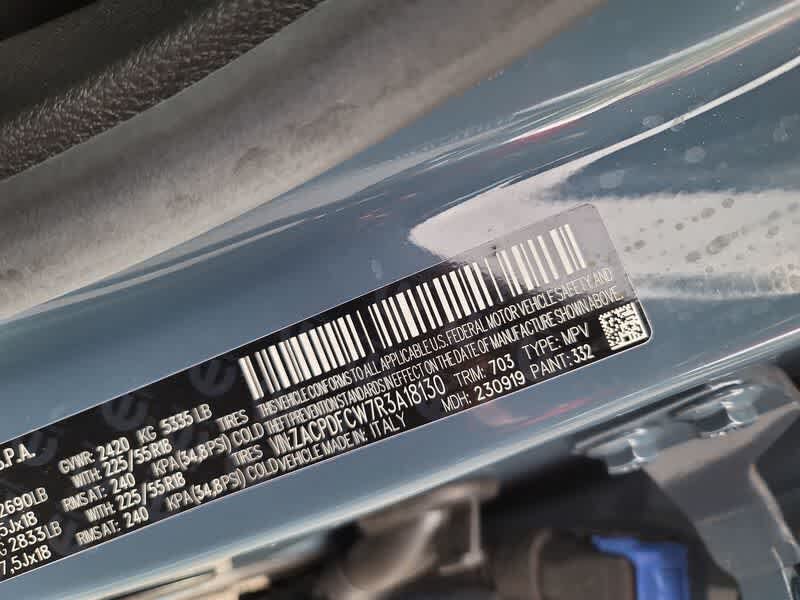 THIS VEHICLE CONFORMS TO ALL APPLICABLE U.S. FEDERAL MOTOR VEHICLE SAFETY, AND
THEFT PREVENTION STANDARDS IN EFFECT ON THE DATE OF MANUFACTURE SHOWN ABOVE.
S.P.A.
GVWR: 2420 KG 5335 LB
TIRES VIN: ZACPDFCW7R3A18130 TRIM: 703 TYPE: MPV
WITH: 225/55R18
MDH: 230919 PAINT: 332
2690LB RIMS AT: 240 KPA(34,8PSI) COLD VEHICLE MADE IN: ITALY
5Jx18 WITH: 225/55R18 TIRES
G 2833LB RIMS AT: 240 KPA(34,8PSI) COLD
7,5Jx18